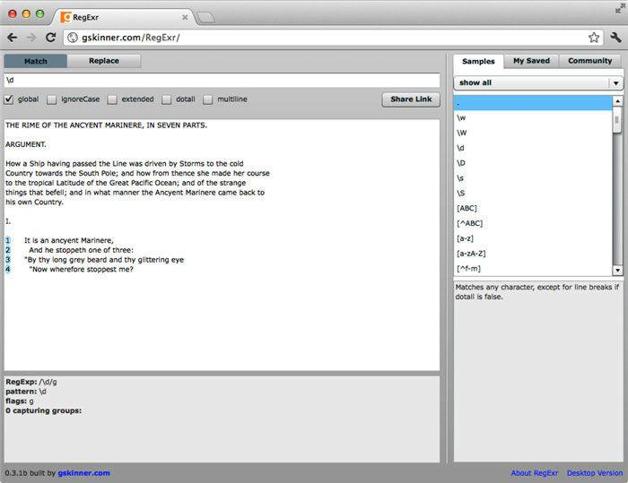 RegExr
gskinner.com/RegExr/
Match
Replace
\d
global
ignoreCase
extended
dotall
multiline
Share Link
THE RIME OF THE ANCYENT MARINERE, IN SEVEN PARTS.
ARGUMENT.
How a Ship having passed the Line was driven by Storms to the cold
Country towards the South Pole; and how from thence she made her course
to the tropical Latitude of the Great Pacific Ocean; and of the strange
things that befell; and in what manner the Ancyent Marinere came back to
his own Country.
I.
1 It is an ancyent Marinere,
2 And he stoppeth one of three:
3 "By thy long grey beard and thy glittering eye
4 "Now wherefore stoppest me?
RegExp: /\d/g
pattern: \d
flags: g
0 capturing groups:
Samples
My Saved
Community
show all
.
\w
\W
\d
\D
\s
\S
[ABC]
[^ABC]
[a-z]
[a-zA-Z]
[^f-m]
Matches any character, except for line breaks if
dotall is false.
0.3.1b built by gskinner.com
About RegExr
Desktop Version